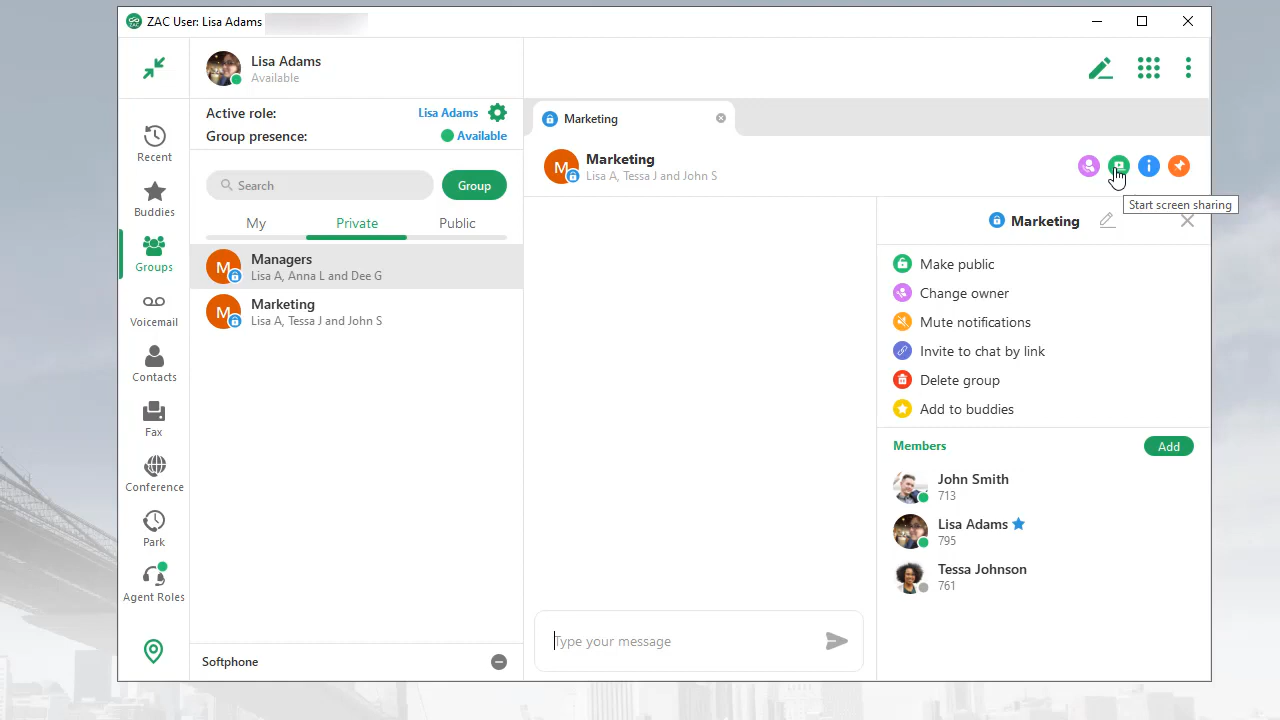 ZAC User: Lisa Adams
Lisa Adams
Available
Active role: Lisa Adams
Group presence: Available
Search
Group
My Private Public
Managers
Lisa A, Anna L and Dee G
Marketing
Lisa A, Tessa J and John S
Softphone
Recent
Buddies
Groups
Voicemail
Contacts
Fax
Conference
Park
Agent Roles
Marketing
Marketing
Lisa A, Tessa J and John S
Start screen sharing
Type your message
Marketing
Make public
Change owner
Mute notifications
Invite to chat by link
Delete group
Add to buddies
Members
Add
John Smith
713
Lisa Adams
795
Tessa Johnson
761
M
M
M